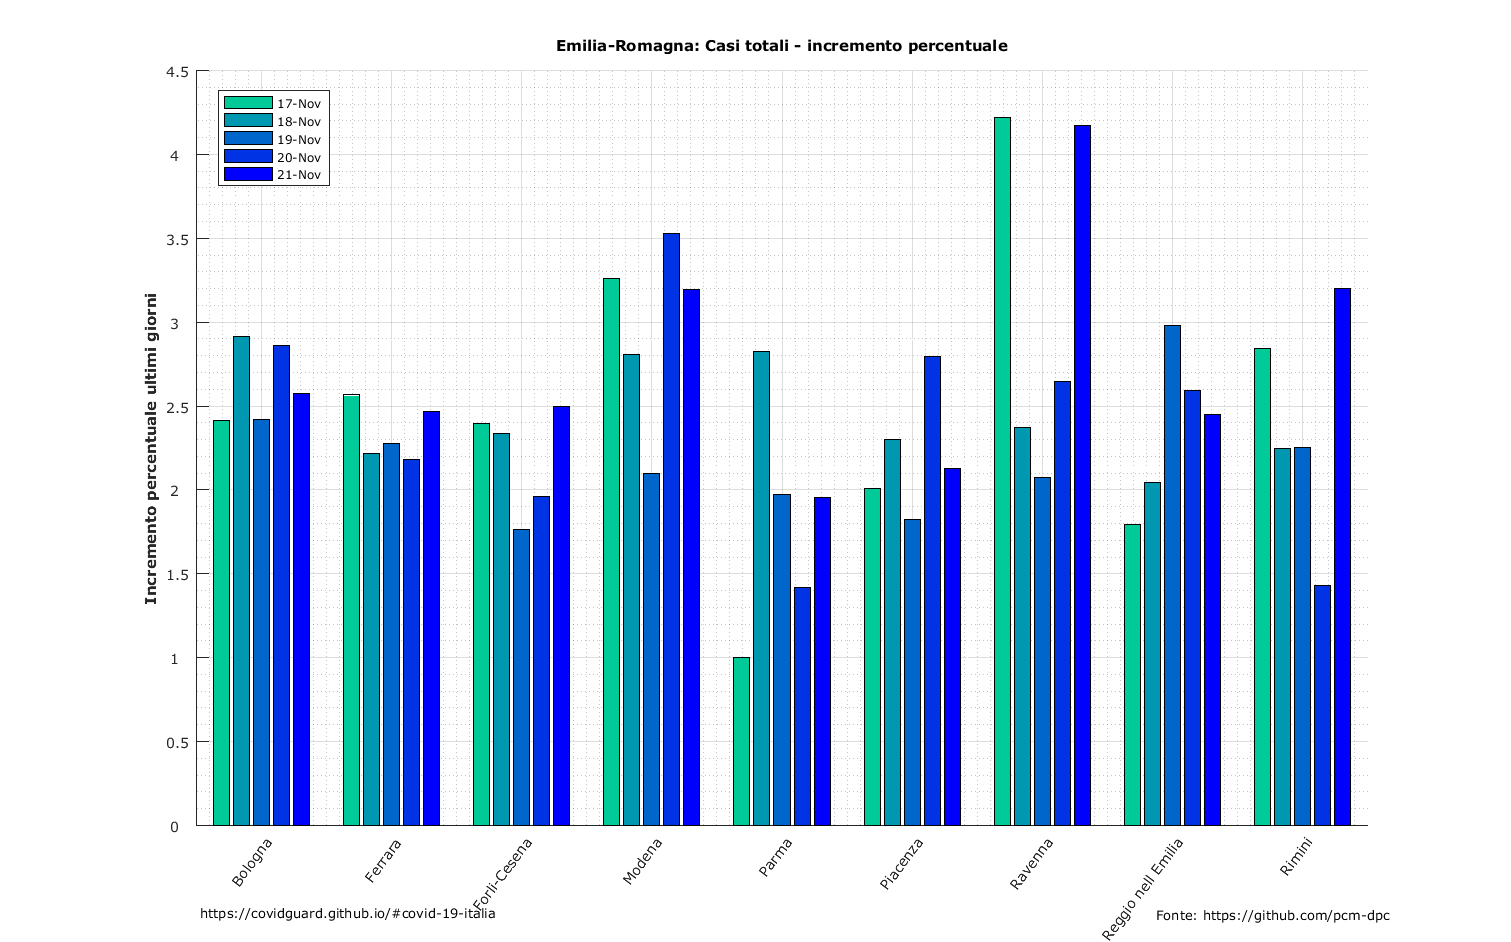 Emilia-Romagna: Casi totali - incremento percentuale
Incremento percentuale ultimi giorni
4.5
4
3.5
3
2.5
2
1.5
1
0.5
0
17-Nov
18-Nov
19-Nov
20-Nov
21-Nov
Bologna
Ferrara
Forlì-Cesena
Modena
Parma
Piacenza
Ravenna
Reggio nell Emilia
Rimini
https://covidguard.github.io/#covid-19-italia
Fonte: https://github.com/pcm-dpc